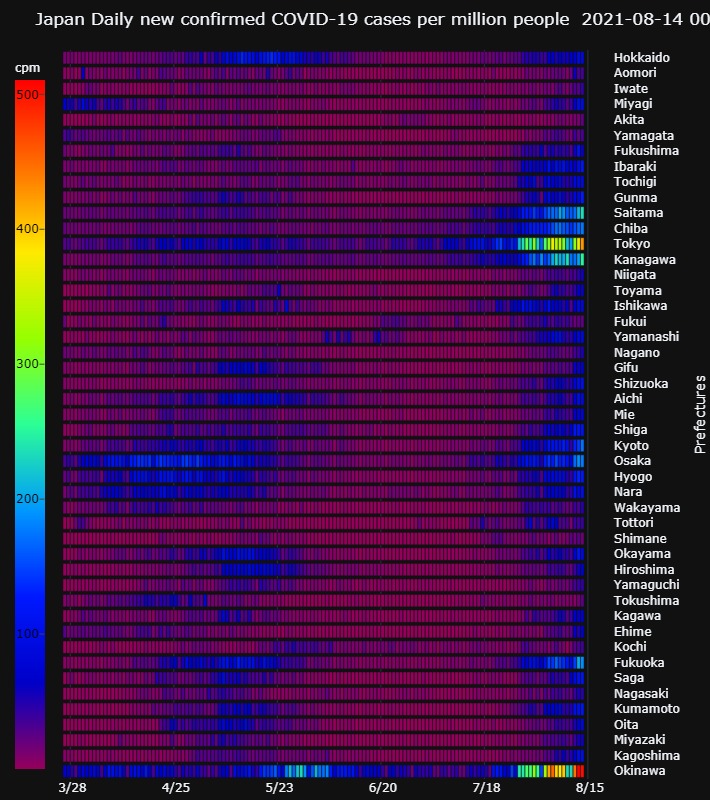 Japan Daily new confirmed COVID-19 cases per million people  2021-08-14 00
cpm
500
400
300
200
100
Hokkaido
Aomori
Iwate
Miyagi
Akita
Yamagata
Fukushima
Ibaraki
Tochigi
Gunma
Saitama
Chiba
Tokyo
Kanagawa
Niigata
Toyama
Ishikawa
Fukui
Yamanashi
Nagano
Gifu
Shizuoka
Aichi
Mie
Shiga
Kyoto
Osaka
Hyogo
Nara
Wakayama
Tottori
Shimane
Okayama
Hiroshima
Yamaguchi
Tokushima
Kagawa
Ehime
Kochi
Fukuoka
Saga
Nagasaki
Kumamoto
Oita
Miyazaki
Kagoshima
Okinawa
Prefectures
3/28 4/25 5/23 6/20 7/18 8/15